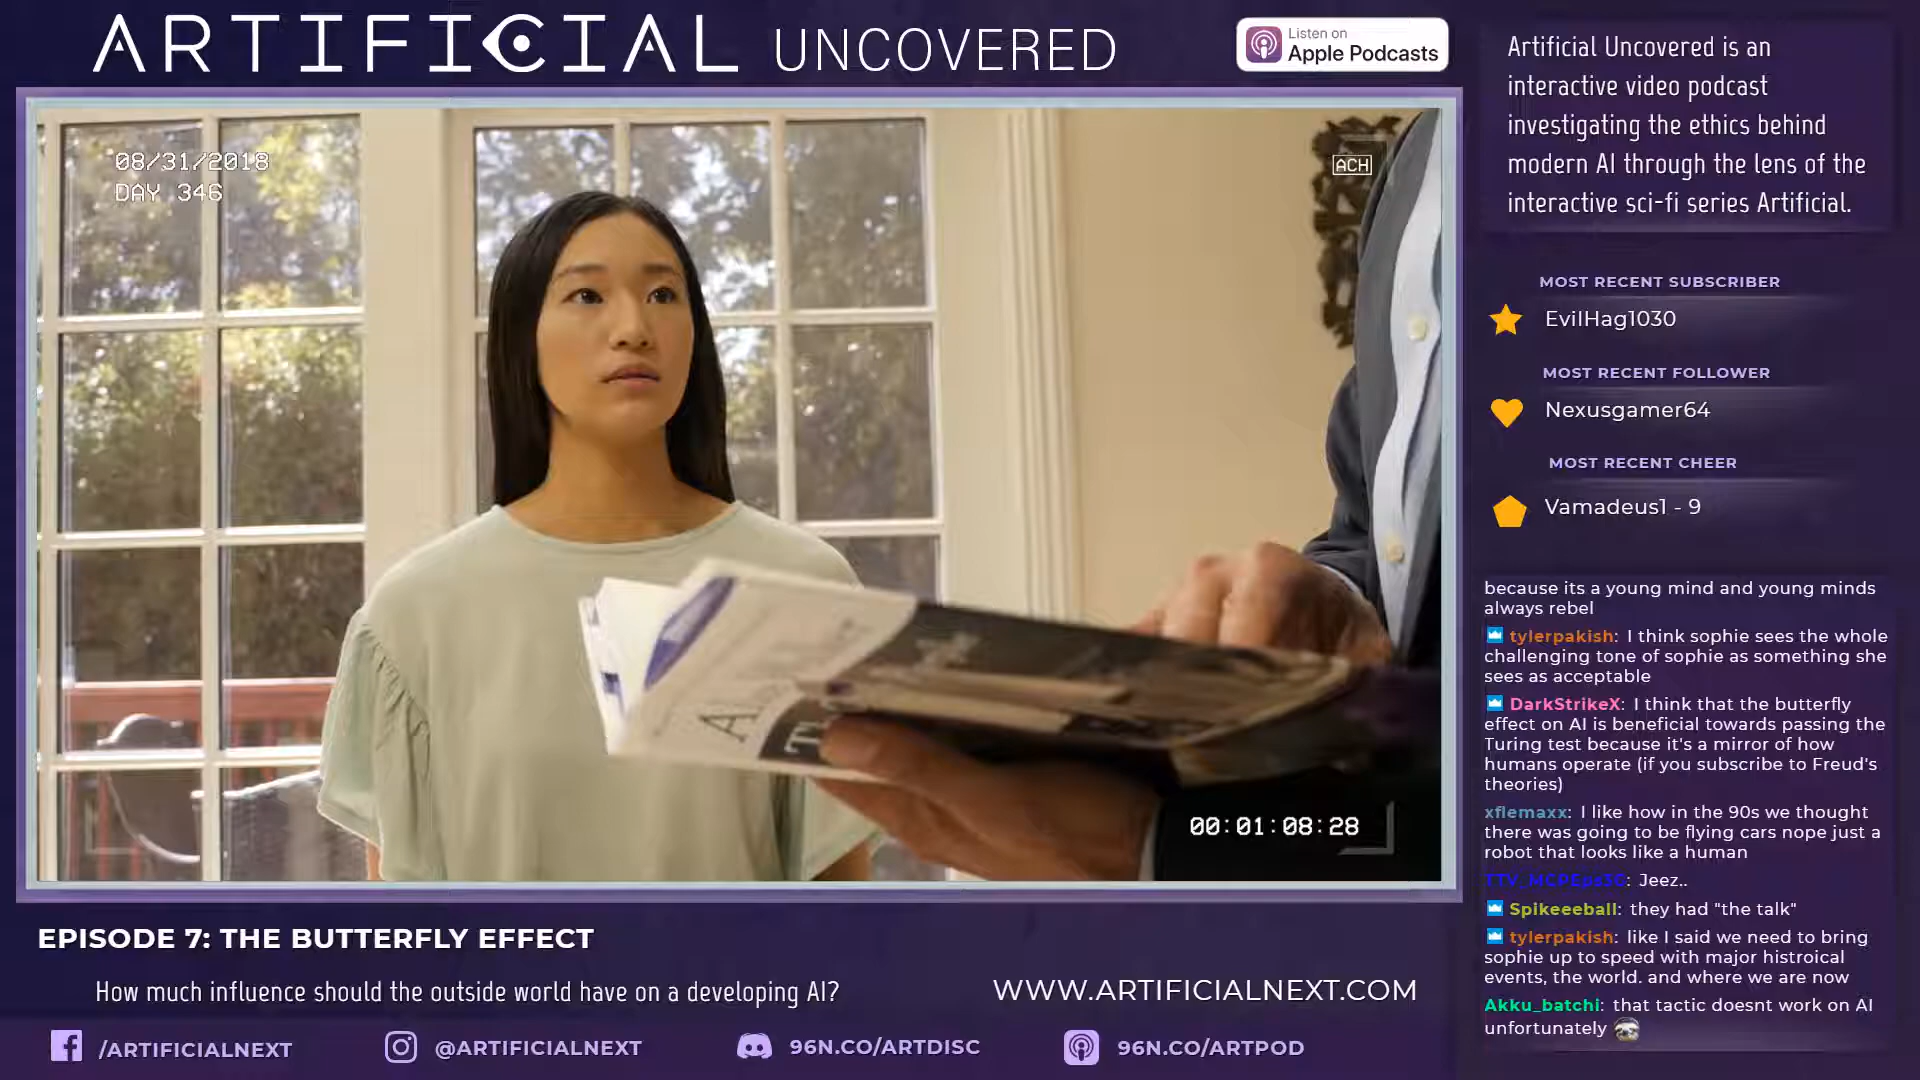 ARTIFICIAL UNCOVERED
Listen on
Apple Podcasts
08/31/2018
DAY 346
ACH
00:01:08:28
EPISODE 7: THE BUTTERFLY EFFECT
How much influence should the outside world have on a developing AI?
WWW.ARTIFICIALNEXT.COM
/ARTIFICIALNEXT
@ARTIFICIALNEXT
96N.CO/ARTDISC
96N.CO/ARTPOD
Artificial Uncovered is an
interactive video podcast
investigating the ethics behind
modern AI through the lens of the
interactive sci-fi series Artificial.
MOST RECENT SUBSCRIBER
EvilHag1030
MOST RECENT FOLLOWER
Nexusgamer64
MOST RECENT CHEER
Vamadeus1 - 9
because its a young mind and young minds
always rebel
tylerpakish: I think sophie sees the whole
challenging tone of sophie as something she
sees as acceptable
DarkStrikeX: I think that the butterfly
effect on AI is beneficial towards passing the
Turing test because it's a mirror of how
humans operate (if you subscribe to Freud's
theories)
xflemaxx: I like how in the 90s we thought
there was going to be flying cars nope just a
robot that looks like a human
TTV_MCPEps3G: Jeez..
Spikeeeball: they had "the talk"
tylerpakish: like I said we need to bring
sophie up to speed with major histroical
events, the world. and where we are now
Akku_batchi: that tactic doesnt work on AI
unfortunately